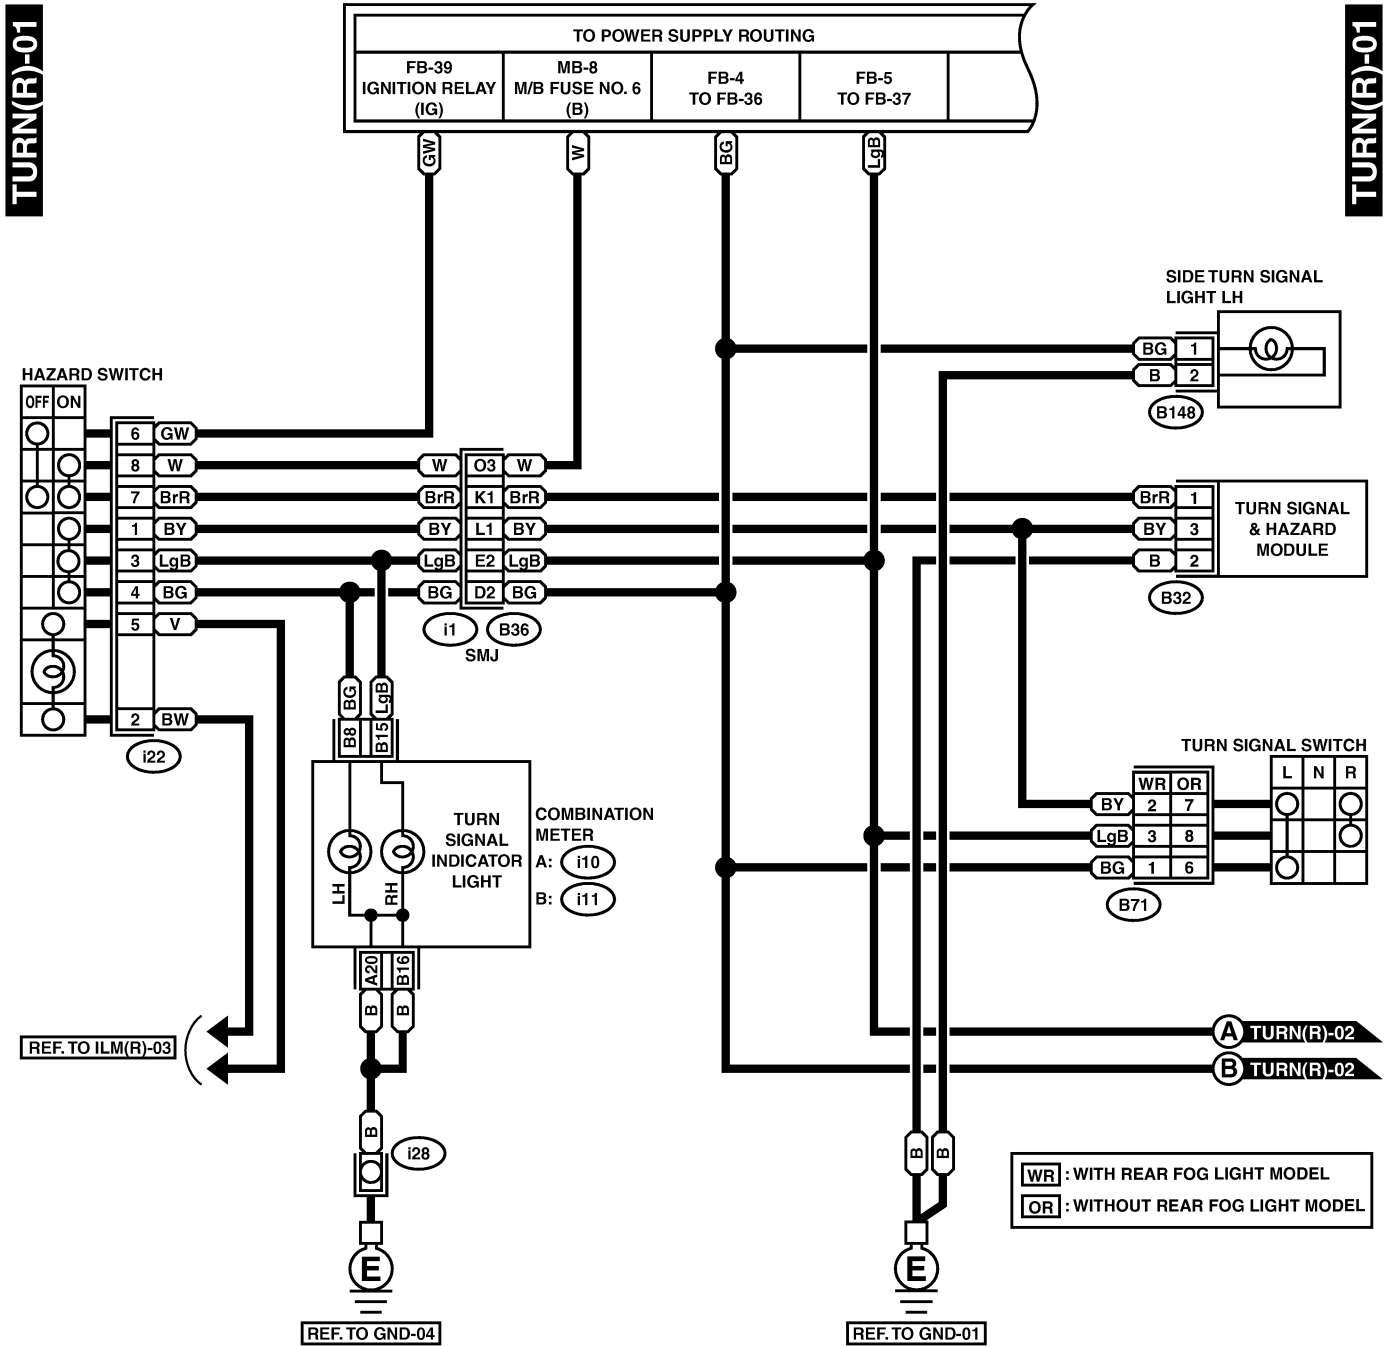 TURN(R)-01
TURN(R)-01
TO POWER SUPPLY ROUTING
FB-39
IGNITION RELAY
(IG)
MB-8
M/B FUSE NO. 6
(B)
FB-4
TO FB-36
FB-5
TO FB-37
GW
W
BG
LgB
SIDE TURN SIGNAL
LIGHT LH
BG 1
B 2
B148
HAZARD SWITCH
OFF ON
6 GW
8 W W O3 W
7 BrR BrR K1 BrR BrR 1
1 BY BY L1 BY BY 3
3 LgB LgB E2 LgB B 2
4 BG BG D2 BG
5 V
2 BW
i22
TURN SIGNAL
& HAZARD
MODULE
B32
i1 B36
SMJ
BG LgB
B8 B15
TURN
SIGNAL
INDICATOR
LIGHT
LH RH
COMBINATION
METER
A: i10
B: i11
A20 B16
B B
B
i28
E
REF. TO GND-04
REF. TO ILM(R)-03
TURN SIGNAL SWITCH
L N R
WR OR
BY 2 7
LgB 3 8
BG 1 6
B71
A TURN(R)-02
B TURN(R)-02
B B
E
REF. TO GND-01
WR : WITH REAR FOG LIGHT MODEL
OR : WITHOUT REAR FOG LIGHT MODEL